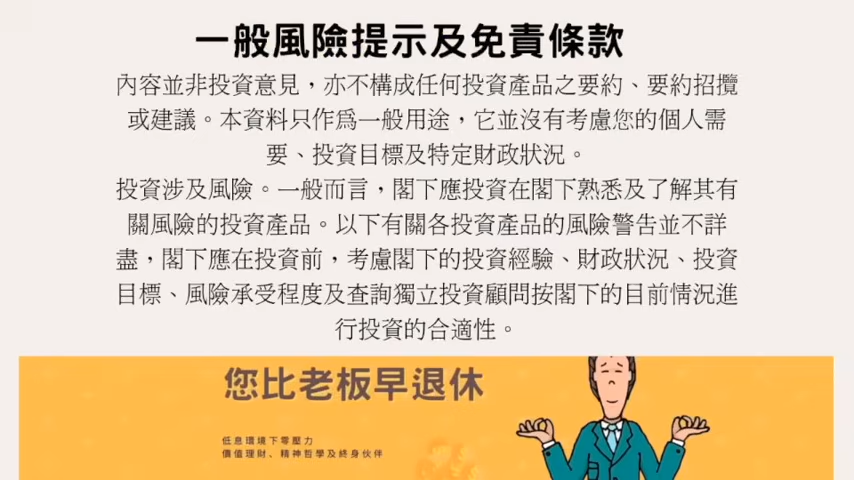 一般風險提示及免責條款
內容並非投資意見，亦不構成任何投資產品之要約、要約招攬
或建議。本資料只作爲一般用途，它並沒有考慮您的個人需
要、投資目標及特定財政狀況。
投資涉及風險。一般而言，閣下應投資在閣下熟悉及了解其有
關風險的投資產品。以下有關各投資產品的風險警告並不詳
盡，閣下應在投資前，考慮閣下的投資經驗、財政狀況、投資
目標、風險承受程度及查詢獨立投資顧問按閣下的目前情況進
行投資的合適性。
您比老板早退休
低息環境下零壓力
價值理財、精神哲學及終身伙伴